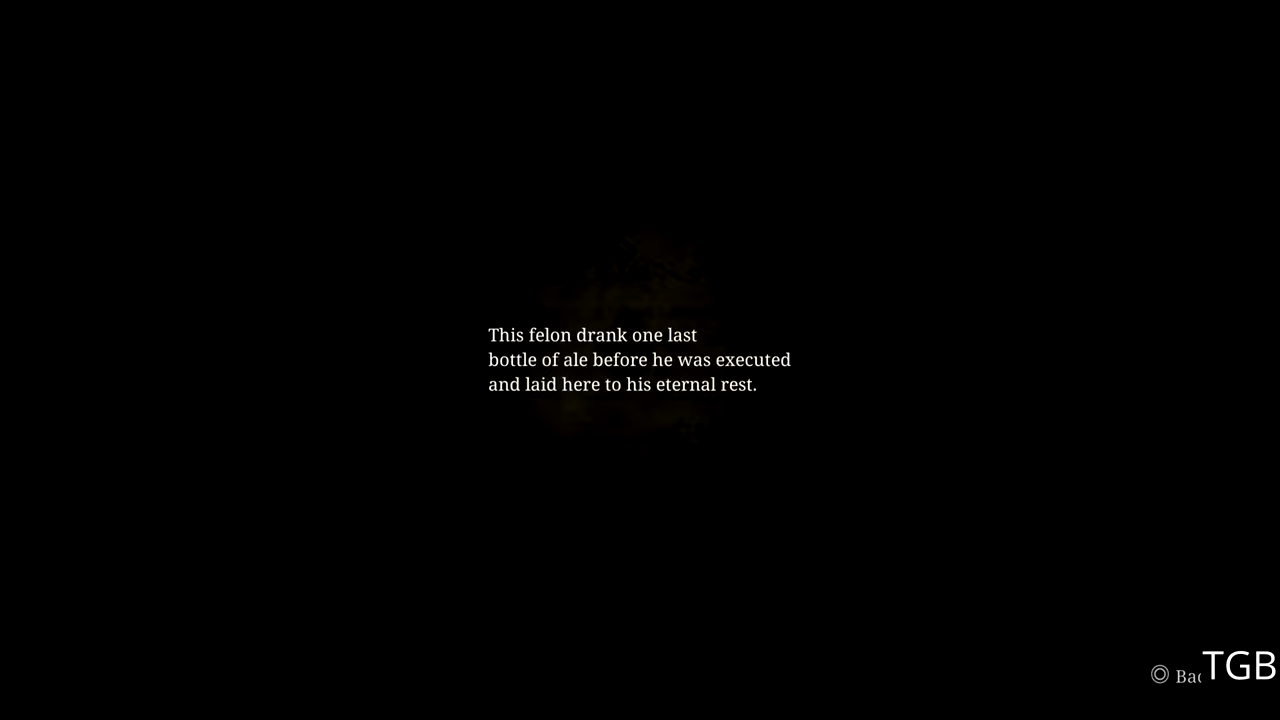 This felon drank one last
bottle of ale before he was executed
and laid here to his eternal rest.
TGB